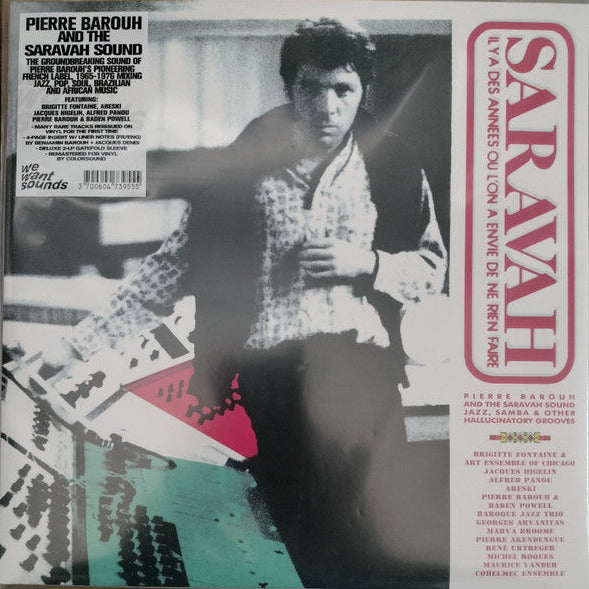 PIERRE BAROUH
AND THE
SARAVAH SOUND
THE GROUNDBREAKING SOUND OF
PIERRE BAROUH'S PIONEERING
FRENCH LABEL, 1965-1976 MIXING
JAZZ, POP, SOUL, BRAZILIAN
AND AFRICAN MUSIC
FEATURING:
BRIGITTE FONTAINE, ARESKI
JACQUES HIGELIN, ALFRED PANOU
PIERRE BAROUH & BADEN POWELL
- MANY RARE TRACKS REISSUED ON
VINYL FOR THE FIRST TIME
- 4-PAGE INSERT W/ LINER NOTES (FR/ENG)
BY BENJAMIN BAROUH + JACQUES DENIS
- DELUXE 2-LP GATEFOLD SLEEVE
- REMASTERED FOR VINYL
BY COLORSOUND
we
want
sounds
3 700604 739555
SARAVAH
IL Y A DES ANNÉES OU L'ON A ENVIE DE NE RIEN FAIRE
PIERRE BAROUH
AND THE SARAVAH SOUND
JAZZ, SAMBA & OTHER
HALLUCINATORY GROOVES
BRIGITTE FONTAINE &
ART ENSEMBLE OF CHICAGO
JACQUES HIGELIN
ALFRED PANOU
ARESKI
PIERRE BAROUH &
BADEN POWELL
BAROQUE JAZZ TRIO
GEORGES ARVANITAS
MARVA BROOME
PIERRE AKENDENGUE
RENÉ URTREGER
MICHEL ROQUES
MAURICE VANDER
COHELMEC ENSEMBLE